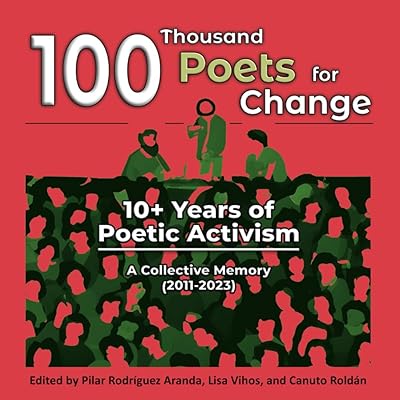 100 Thousand
Poets for
Change
10+ Years of
Poetic Activism
A Collective Memory
(2011-2023)
Edited by Pilar Rodríguez Aranda, Lisa Vihos, and Canuto Roldán